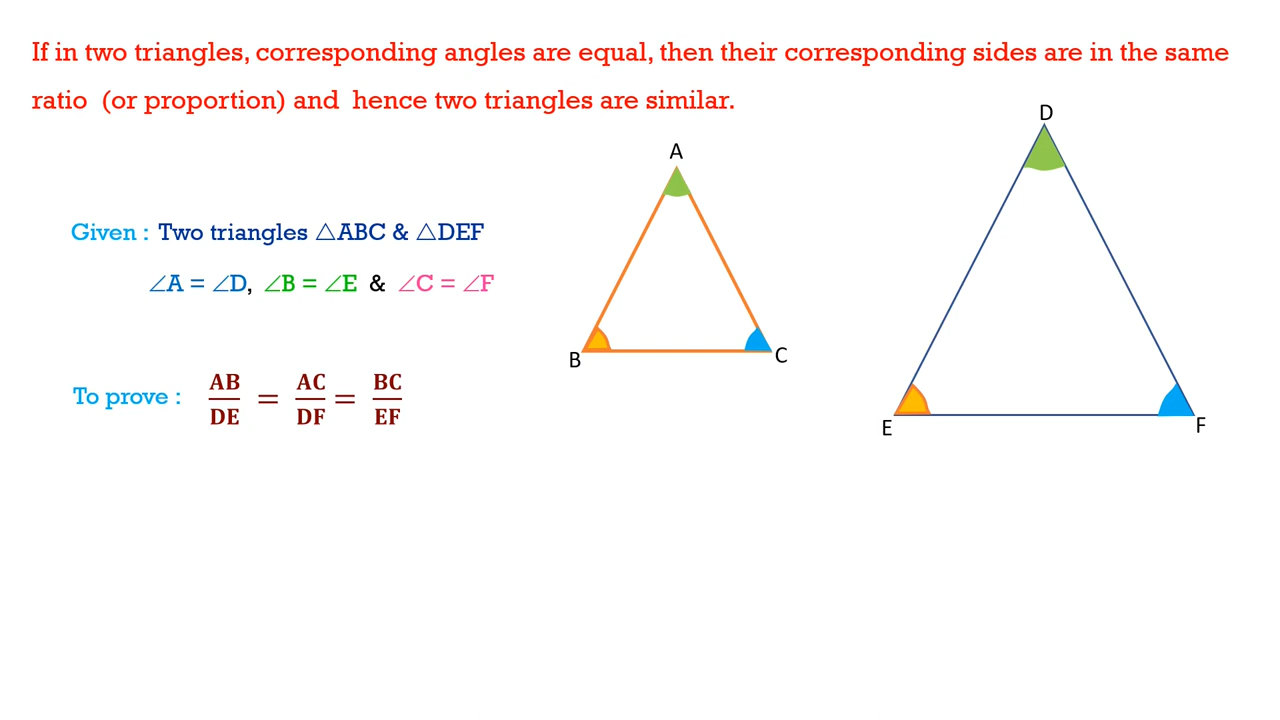 If in two triangles, corresponding angles are equal, then their corresponding sides are in the same
ratio (or proportion) and hence two triangles are similar.
D
A
Given : Two triangles △ABC & △DEF
∠A = ∠D, ∠B = ∠E & ∠C = ∠F
B
C
To prove : AB/DE = AC/DF = BC/EF
E
F